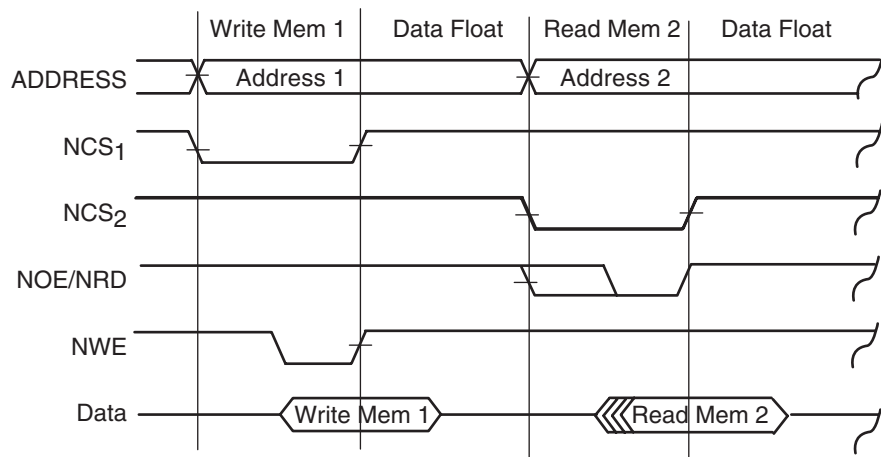 Write Mem 1 Data Float Read Mem 2 Data Float
ADDRESS Address 1 Address 2
NCS1
NCS2
NOE/NRD
NWE
Data Write Mem 1 Read Mem 2